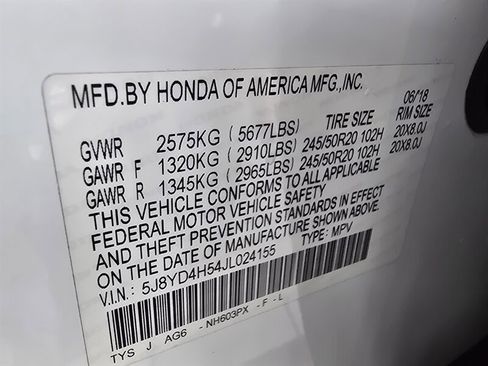 MFD.BY HONDA OF AMERICA MFG.,INC.
06/18
TIRE SIZE RIM SIZE
GVWR 2575KG (5677LBS)
GAWR F 1320KG (2910LBS) 245/50R20 102H 20X8.0J
GAWR R 1345KG (2965LBS) 245/50R20 102H 20X8.0J
THIS VEHICLE CONFORMS TO ALL APPLICABLE
FEDERAL MOTOR VEHICLE SAFETY
AND THEFT PREVENTION STANDARDS IN EFFECT
ON THE DATE OF MANUFACTURE SHOWN ABOVE.
V.I.N.: 5J8YD4H54JL024155 TYPE: MPV
TYS J AG6 -NH603PX -F -L